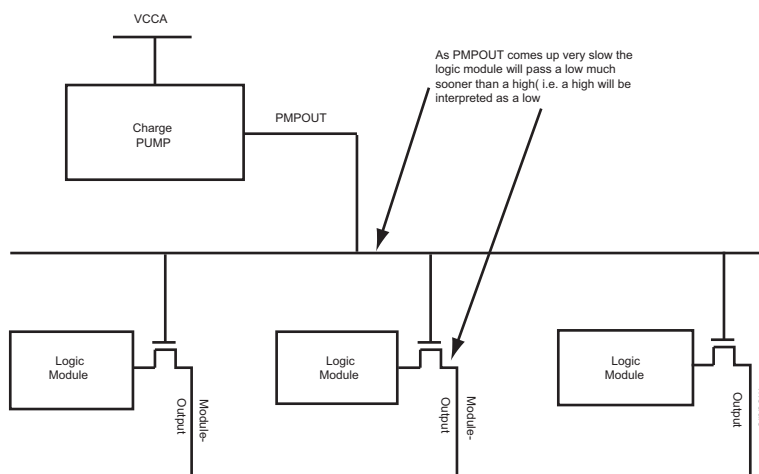 VCCA
As PMPOUT comes up very slow the
logic module will pass a low much
sooner than a high( i.e. a high will be
interpreted as a low
Charge
PUMP
PMPOUT
Logic
Module
Module-
Output
Logic
Module
Module-
Output
Logic
Module
Output